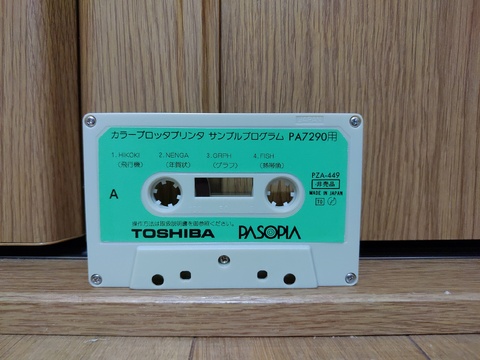 カラープロッタプリンタ サンプルプログラム PA7290用
1. HIKOKI 2. NENGA 3. GRPH 4. FISH
(飛行機) (年賀状) (グラフ) (熱帯魚)
PZA-449
非売品
MADE IN JAPAN
A
操作方法は取扱説明書を御参照ください。
TOSHIBA PASOPIA